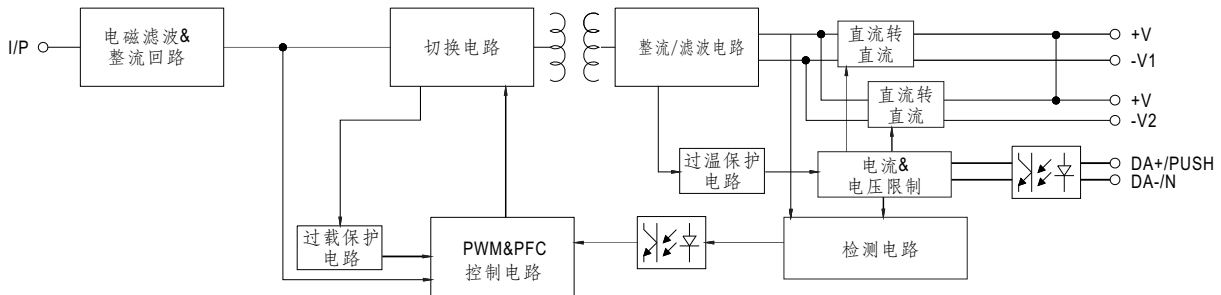 I/P
电磁滤波&
整流回路
切换电路
整流/滤波电路
直流转
直流
+V
-V1
直流转
直流
+V
-V2
过温保护
电路
电流&
电压限制
DA+/PUSH
DA-/N
过载保护
电路
PWM&PFC
控制电路
检测电路